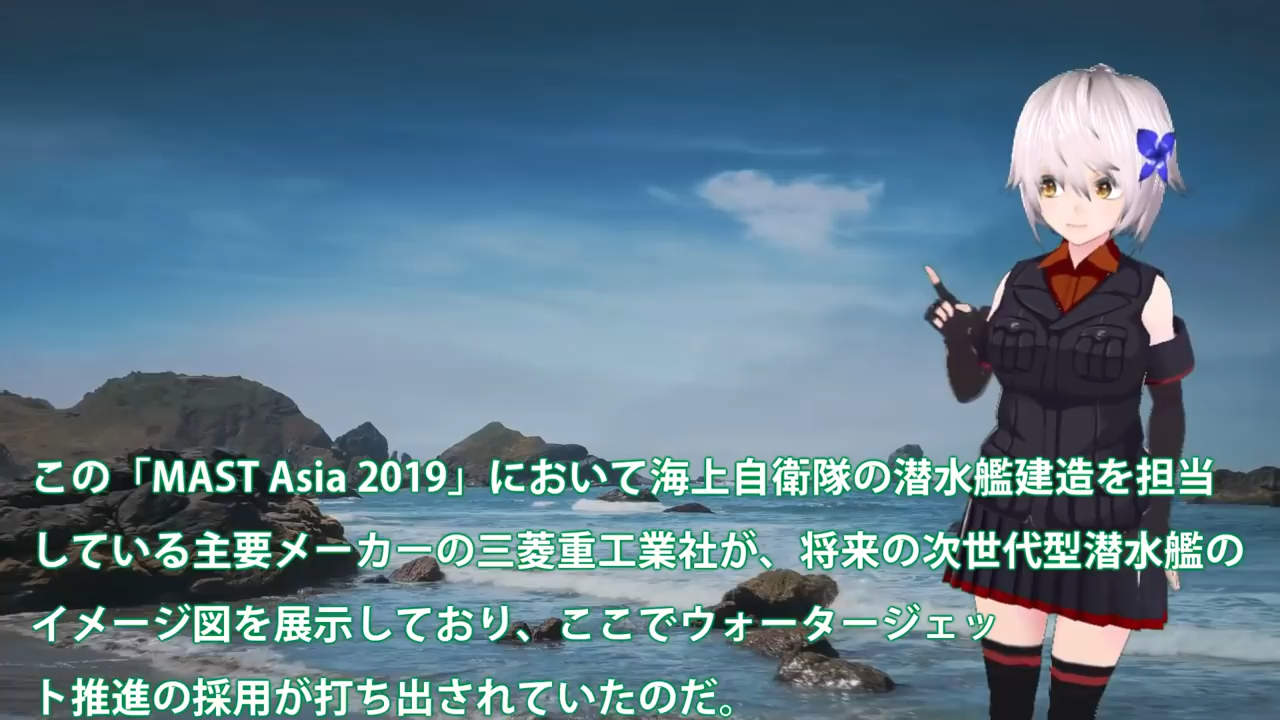 この「MAST Asia 2019」において海上自衛隊の潜水艦建造を担当
している主要メーカーの三菱重工業社が、将来の次世代型潜水艦の
イメージ図を展示しており、ここでウォータージェッ
ト推進の採用が打ち出されていたのだ。